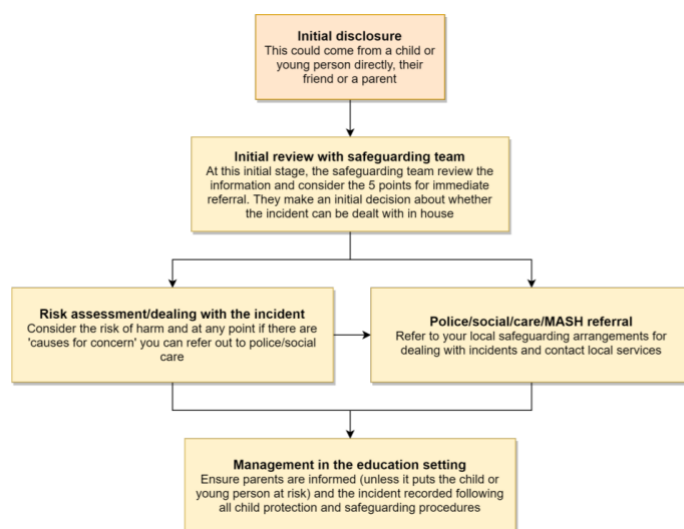 Initial disclosure
This could come from a child or
young person directly, their
friend or a parent
Initial review with safeguarding team
At this initial stage, the safeguarding team review the
information and consider the 5 points for immediate
referral. They make an initial decision about whether
the incident can be dealt with in house
Risk assessment/dealing with the incident
Consider the risk of harm and at any point if there are
'causes for concern' you can refer out to police/social
care
Police/social/care/MASH referral
Refer to your local safeguarding arrangements for
dealing with incidents and contact local services
Management in the education setting
Ensure parents are informed (unless it puts the child or
young person at risk) and the incident recorded following
all child protection and safeguarding procedures